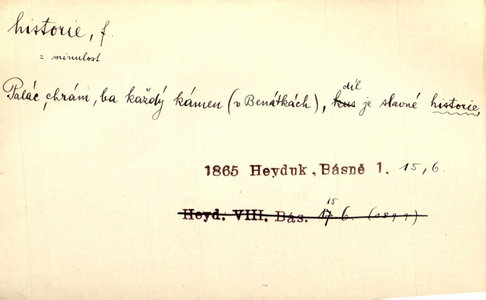 historie, f.
= minulost
díl
Palác, chrám, ba každý kámen (v Benátkách), kus je slavné historie,
1865 Heyduk, Básně 1. 15, 6.
15
Heyd. VIII. Bás. 6.